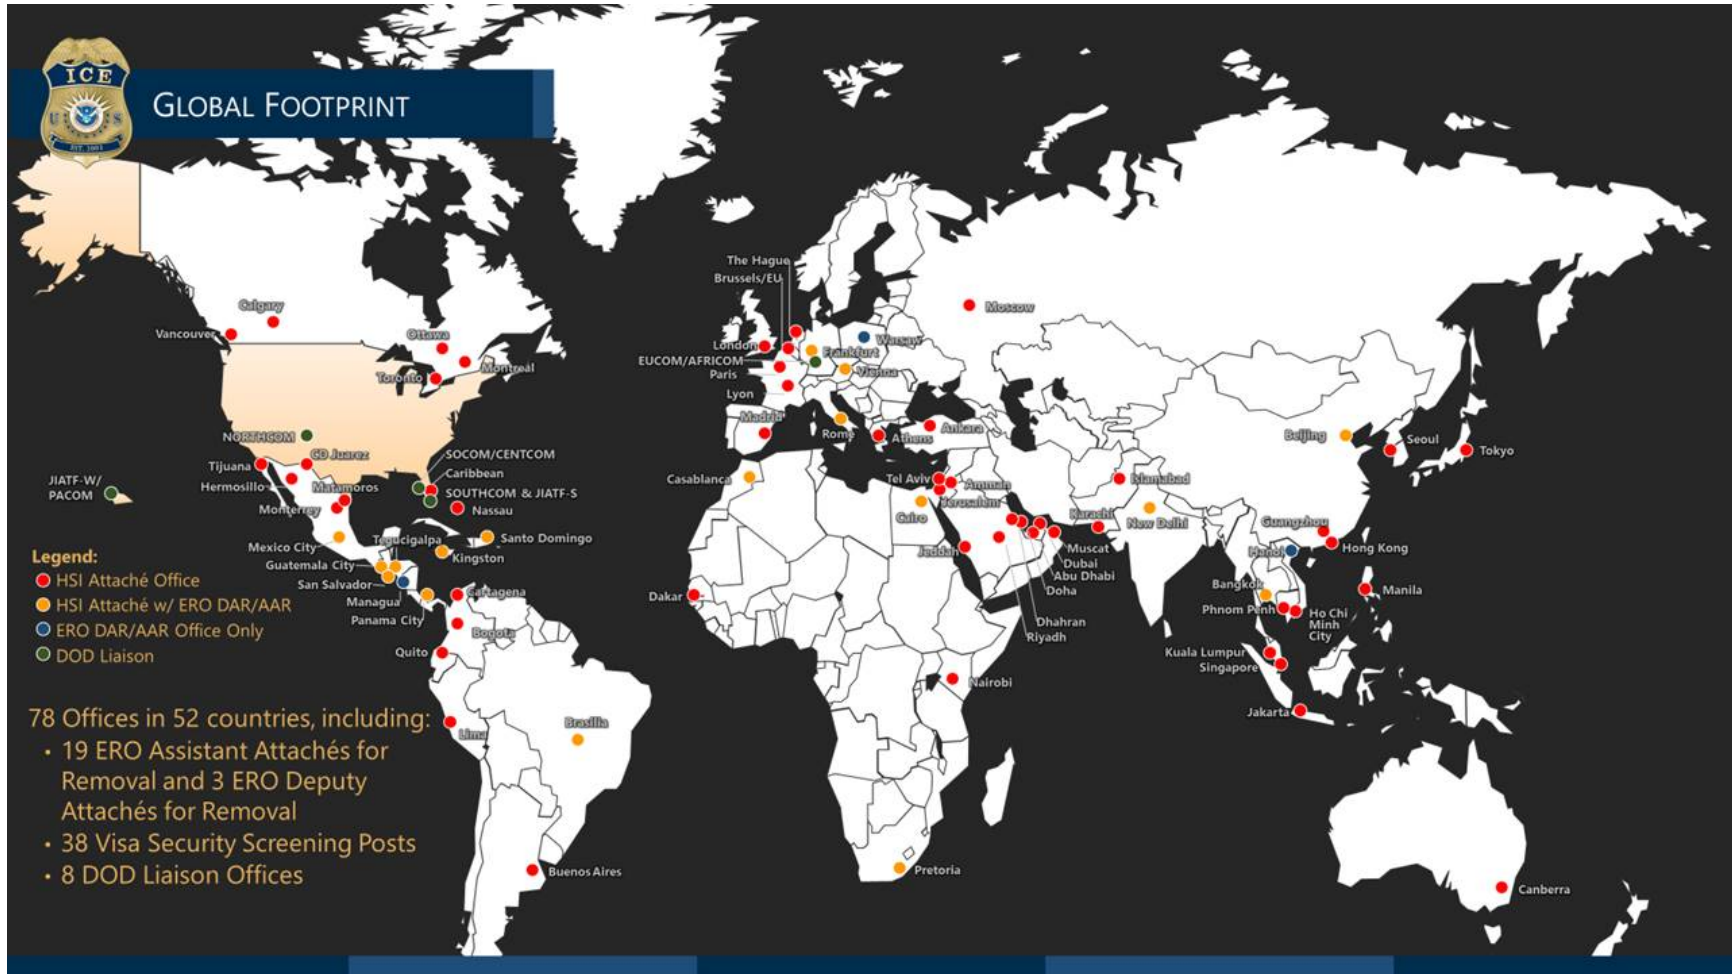 ICE
U S
EST. 2003
GLOBAL FOOTPRINT
The Hague
Brussels/EU
London
EUCOM/AFRICOM
Paris
Lyon
Madrid
Frankfurt
Warsaw
Vienna
Rome
Athens
Ankara
Moscow
Calgary
Vancouver
Ottawa
Toronto
Montreal
NORTHCOM
CD Juarez
Tijuana
Hermosillo
Matamoros
Monterrey
JIATF-W/
PACOM
SOCOM/CENTCOM
Caribbean
SOUTHCOM & JIATF-S
Nassau
Mexico City
Tegucigalpa
Santo Domingo
Guatemala City
Kingston
San Salvador
Managua
Panama City
Cartagena
Bogota
Quito
Lima
Brasilia
Buenos Aires
Casablanca
Dakar
Tel Aviv
Amman
Jerusalem
Cairo
Jeddah
Karachi
Islamabad
New Delhi
Muscat
Dubai
Abu Dhabi
Doha
Dhahran
Riyadh
Nairobi
Pretoria
Beijing
Seoul
Tokyo
Guangzhou
Hong Kong
Hanoi
Bangkok
Manila
Phnom Penh
Ho Chi
Minh
City
Kuala Lumpur
Singapore
Jakarta
Canberra
Legend:
HSI Attaché Office
HSI Attaché w/ ERO DAR/AAR
ERO DAR/AAR Office Only
DOD Liaison
78 Offices in 52 countries, including:
• 19 ERO Assistant Attachés for
Removal and 3 ERO Deputy
Attachés for Removal
• 38 Visa Security Screening Posts
• 8 DOD Liaison Offices